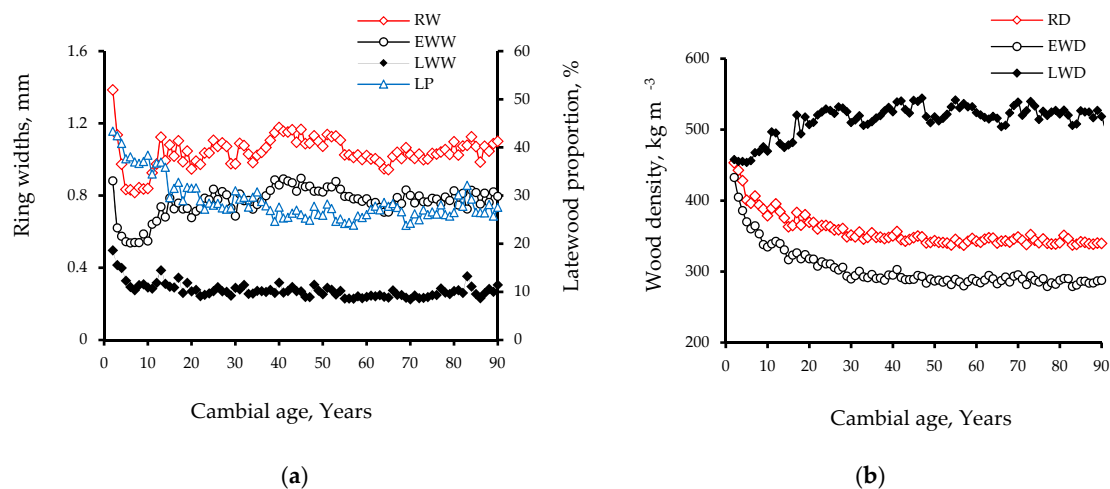 RW
EWW
LWW
LP
1.6
1.2
0.8
0.4
0
60
50
40
30
20
10
0
0 10 20 30 40 50 60 70 80 90
Ring widths, mm
Latewood proportion, %
Cambial age, Years
(a)
RD
EWD
LWD
600
500
400
300
200
0 10 20 30 40 50 60 70 80 90
Wood density, kg m -3
Cambial age, Years
(b)